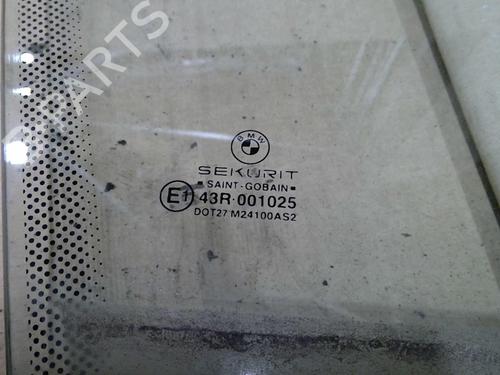 B-PARTS
BMW
SEKURIT
SAINT-GOBAIN
E1 43R-001025
DOT27 M24100AS2